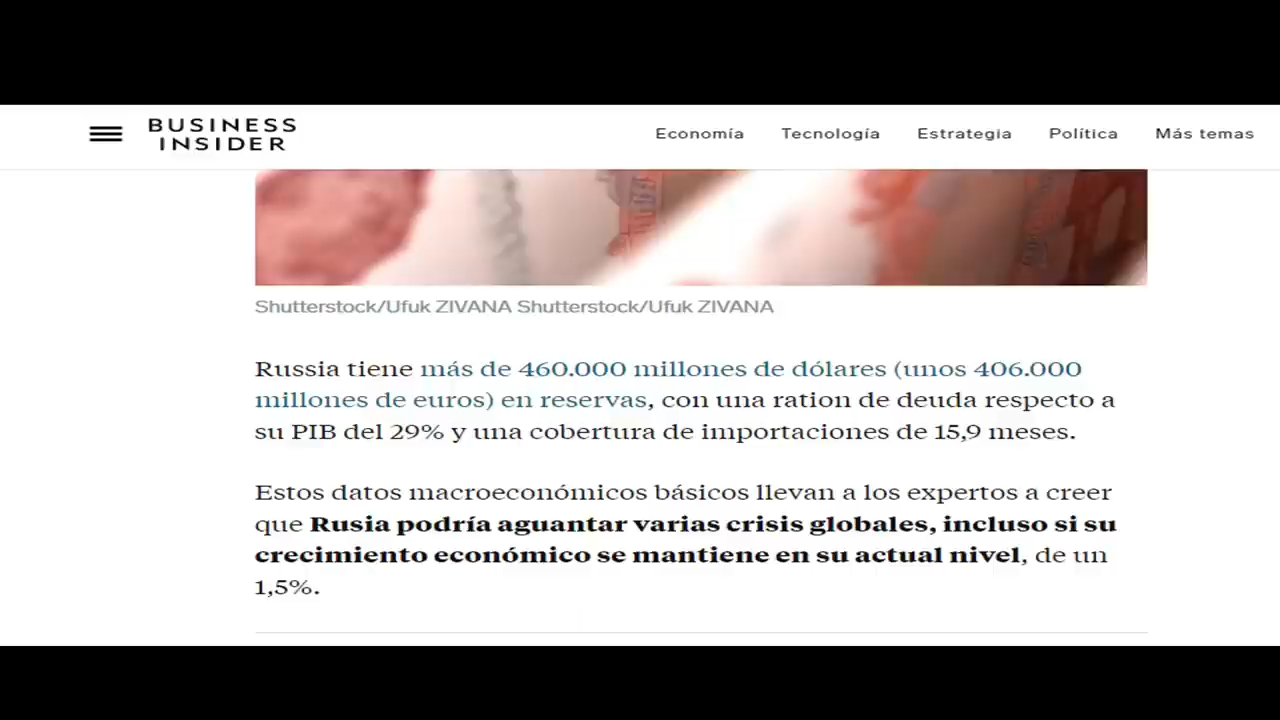 BUSINESS
INSIDER
Economía Tecnología Estrategia Política Más temas
Shutterstock/Ufuk ZIVANA Shutterstock/Ufuk ZIVANA
Russia tiene más de 460.000 millones de dólares (unos 406.000
millones de euros) en reservas, con una ration de deuda respecto a
su PIB del 29% y una cobertura de importaciones de 15,9 meses.
Estos datos macroeconómicos básicos llevan a los expertos a creer
que Rusia podría aguantar varias crisis globales, incluso si su
crecimiento económico se mantiene en su actual nivel, de un
1,5%.